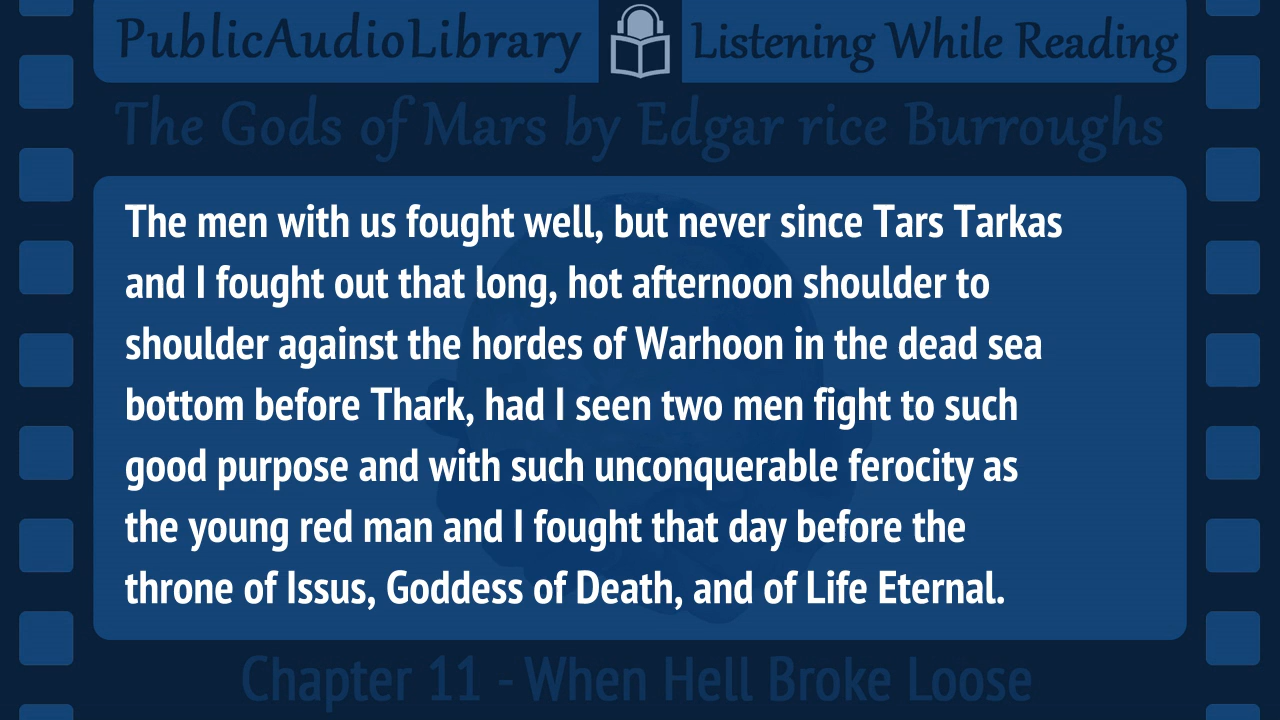 PublicAudioLibrary Listening While Reading
The Gods of Mars by Edgar rice Burroughs
The men with us fought well, but never since Tars Tarkas
and I fought out that long, hot afternoon shoulder to
shoulder against the hordes of Warhoon in the dead sea
bottom before Thark, had I seen two men fight to such
good purpose and with such unconquerable ferocity as
the young red man and I fought that day before the
throne of Issus, Goddess of Death, and of Life Eternal.
Chapter 11 - When Hell Broke Loose